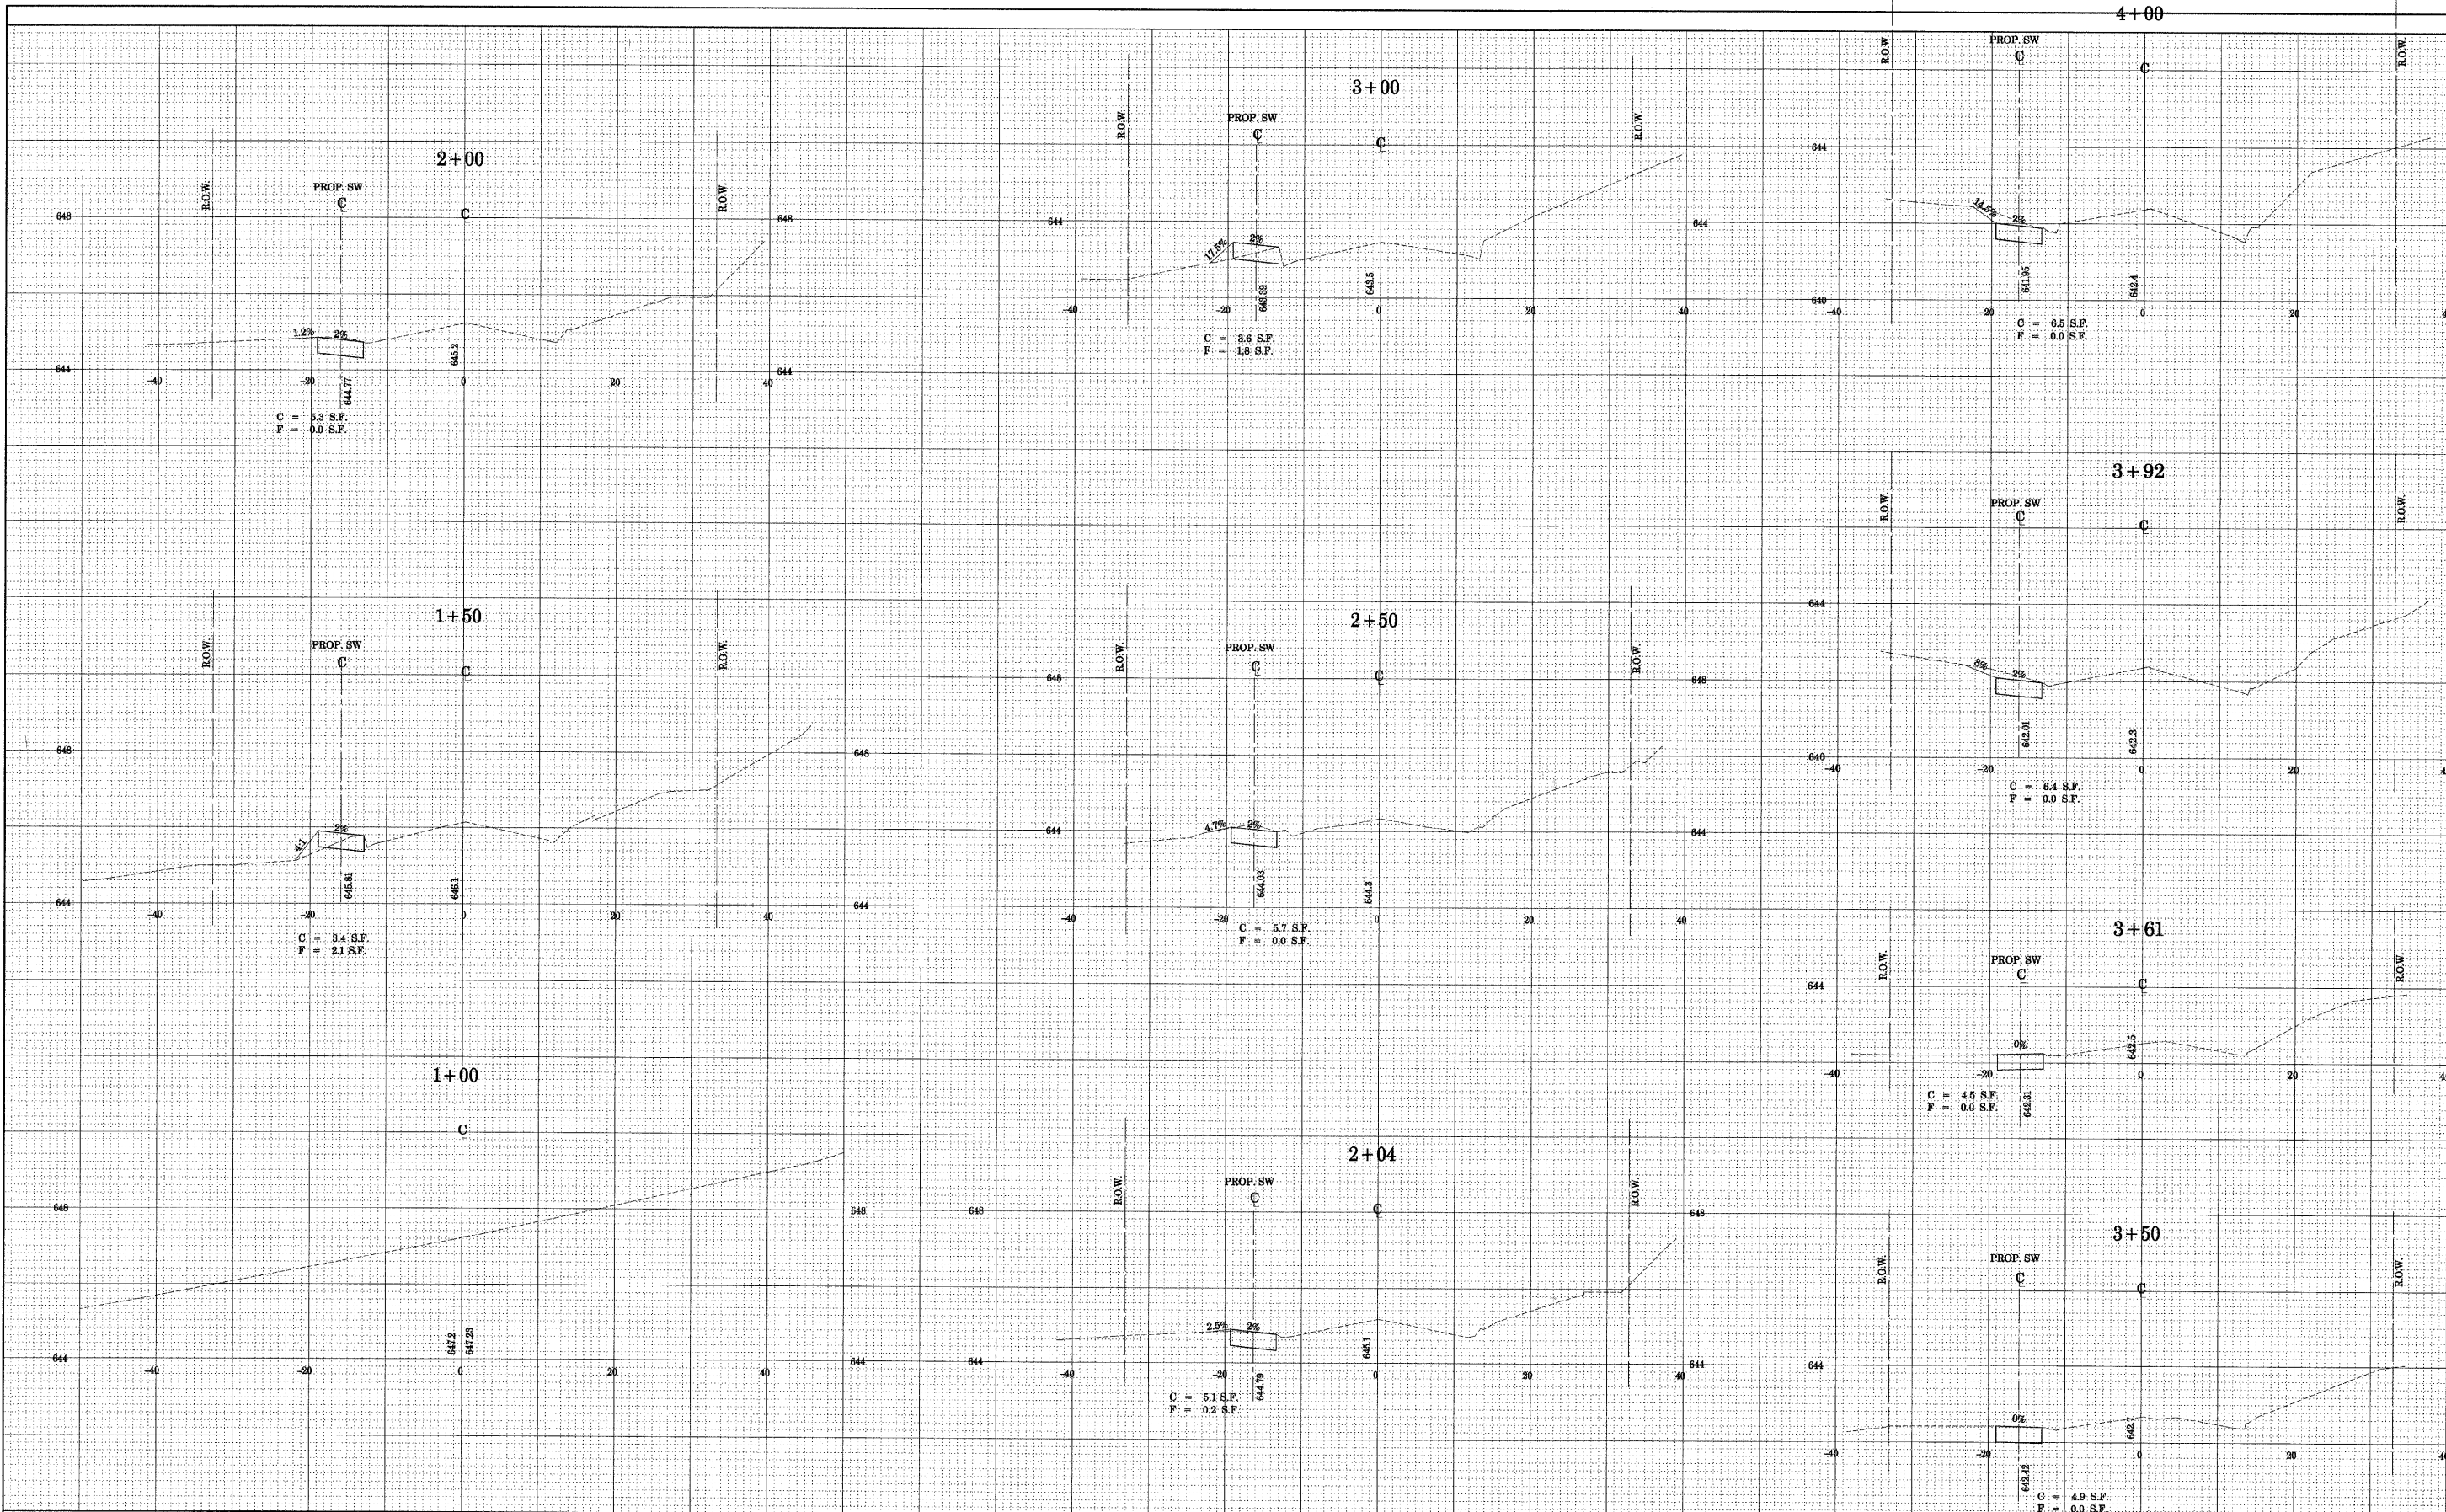 2+00
PROP. SW
C
C
R.O.W.
R.O.W.
648
648
1.2%
2%
645.2
644
644
-40
-20
0
20
40
644.77
C = 5.3 S.F.
F = 0.0 S.F.
1+50
PROP. SW
C
C
R.O.W.
R.O.W.
648
648
4:1
2%
645.81
646.1
644
644
-40
-20
0
20
40
C = 3.4 S.F.
F = 2.1 S.F.
1+00
C
648
648
647.2
647.23
644
644
-40
-20
0
20
40
3+00
PROP. SW
C
C
R.O.W.
R.O.W.
644
644
17.5%
2%
643.39
643.5
-40
-20
0
20
40
C = 3.6 S.F.
F = 1.8 S.F.
2+50
PROP. SW
C
C
R.O.W.
R.O.W.
648
648
4.7%
2%
644
644
644.03
644.3
-40
-20
0
20
40
C = 5.7 S.F.
F = 0.0 S.F.
2+04
PROP. SW
C
C
R.O.W.
R.O.W.
648
648
2.5%
2%
645.1
644
644
-40
-20
0
20
40
644.79
C = 5.1 S.F.
F = 0.2 S.F.
4+00
PROP. SW
C
C
R.O.W.
R.O.W.
644
14.5%
2%
641.95
642.4
640
-40
-20
0
20
C = 6.5 S.F.
F = 0.0 S.F.
3+92
PROP. SW
C
C
R.O.W.
R.O.W.
644
8%
2%
642.01
642.3
640
-40
-20
0
20
C = 6.4 S.F.
F = 0.0 S.F.
3+61
PROP. SW
C
C
R.O.W.
R.O.W.
644
0%
642.5
-40
-20
0
20
642.31
C = 4.5 S.F.
F = 0.0 S.F.
3+50
PROP. SW
C
C
R.O.W.
R.O.W.
644
0%
642.7
-40
-20
0
20
642.42
C = 4.9 S.F.
F = 0.0 S.F.